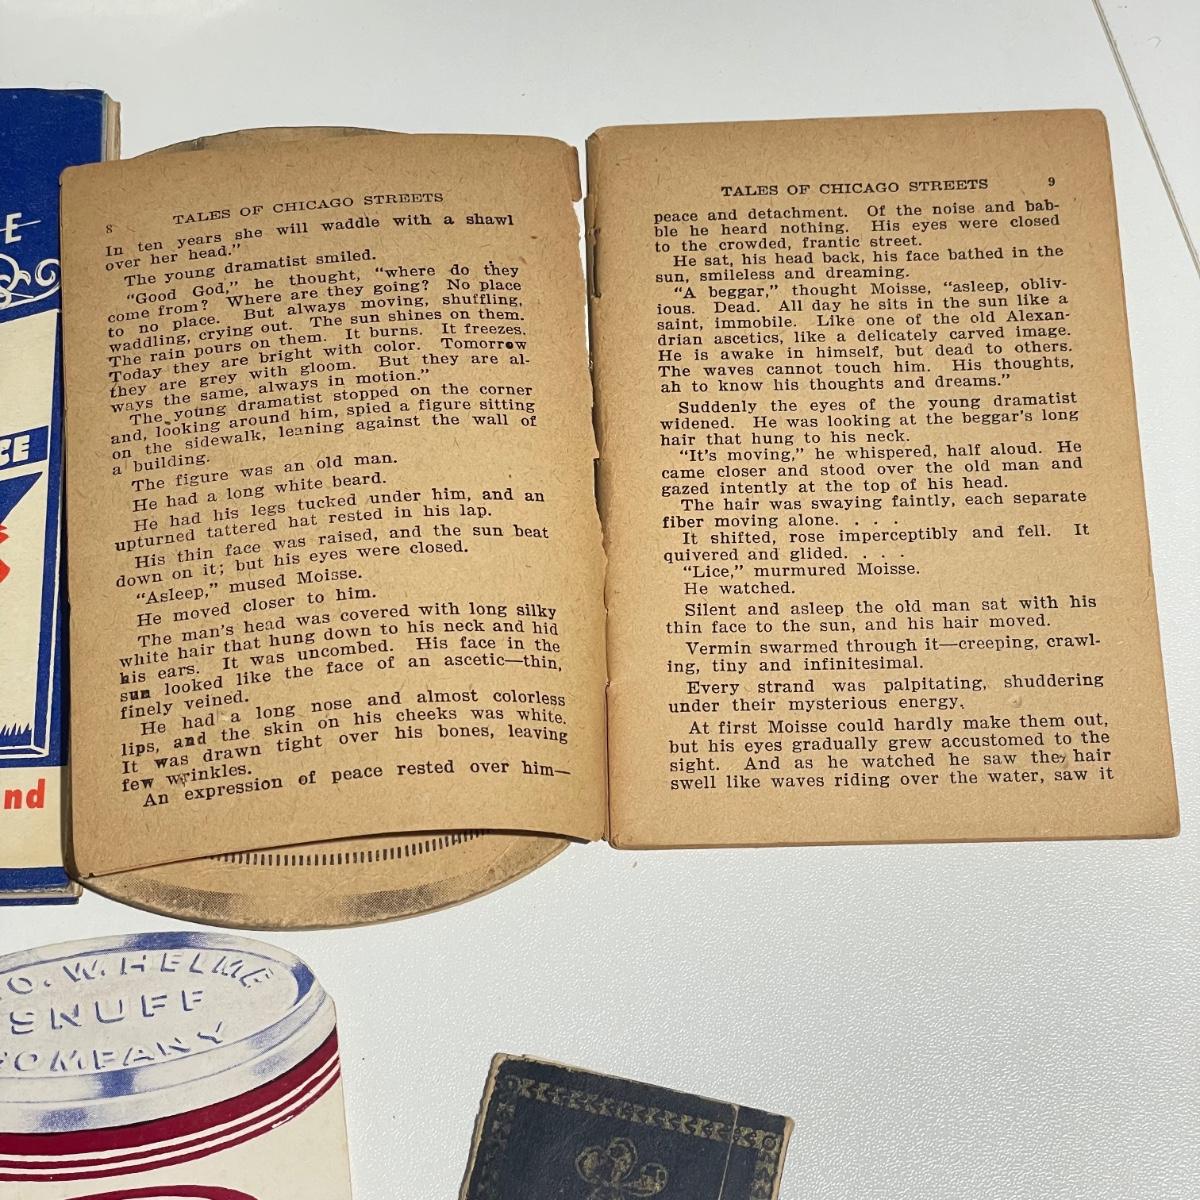 8 TALES OF CHICAGO STREETS
In ten years she will waddle with a shawl
over her head."
The young dramatist smiled.
"Good God," he thought, "where do they
come from? Where are they going? No place
to no place. But always moving, shuffling,
waddling, crying out. The sun shines on them.
The rain pours on them. It burns. It freezes.
Today they are bright with color. Tomorrow
they are grey with gloom. But they are al-
ways the same, always in motion."
The young dramatist stopped on the corner
and, looking around him, spied a figure sitting
on the sidewalk, leaning against the wall of
a building.
The figure was an old man.
He had a long white beard.
He had his legs tucked under him, and an
upturned tattered hat rested in his lap.
His thin face was raised, and the sun beat
down on it; but his eyes were closed.
"Asleep," mused Moisse.
He moved closer to him.
The man's head was covered with long silky
white hair that hung down to his neck and hid
his ears. It was uncombed. His face in the
sun looked like the face of an ascetic—thin,
finely veined.
He had a long nose and almost colorless
lips, and the skin on his cheeks was white.
It was drawn tight over his bones, leaving
few wrinkles.
An expression of peace rested over him—
TALES OF CHICAGO STREETS 9
peace and detachment. Of the noise and bab-
ble he heard nothing. His eyes were closed
to the crowded, frantic street.
He sat, his head back, his face bathed in the
sun, smileless and dreaming.
"A beggar," thought Moisse, "asleep, obliv-
ious. Dead. All day he sits in the sun like a
saint, immobile. Like one of the old Alexan-
drian ascetics, like a delicately carved image.
He is awake in himself, but dead to others.
The waves cannot touch him. His thoughts,
ah to know his thoughts and dreams."
Suddenly the eyes of the young dramatist
widened. He was looking at the beggar's long
hair that hung to his neck.
"It's moving," he whispered, half aloud. He
came closer and stood over the old man and
gazed intently at the top of his head.
The hair was swaying faintly, each separate
fiber moving alone. . . .
It shifted, rose imperceptibly and fell. It
quivered and glided. . . .
"Lice," murmured Moisse.
He watched.
Silent and asleep the old man sat with his
thin face to the sun, and his hair moved.
Vermin swarmed through it—creeping, crawl-
ing, tiny and infinitesimal.
Every strand was palpitating, shuddering
under their mysterious energy.
At first Moisse could hardly make them out,
but his eyes gradually grew accustomed to the
sight. And as he watched he saw the hair
swell like waves riding over the water, saw it
E
CE
nd
O. W. HELME
SNUFF
COMPANY